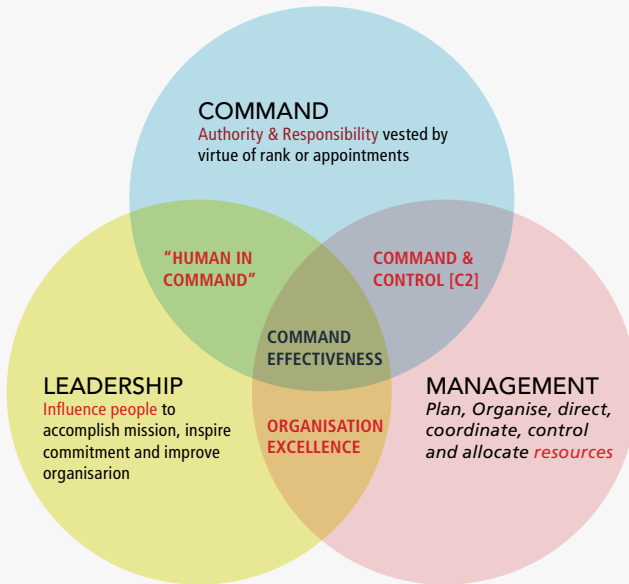 COMMAND
Authority & Responsibility vested by
virtue of rank or appointments
“HUMAN IN
COMMAND”
COMMAND &
CONTROL [C2]
COMMAND
EFFECTIVENESS
LEADERSHIP
Influence people to
accomplish mission, inspire
commitment and improve
organisarion
ORGANISATION
EXCELLENCE
MANAGEMENT
Plan, Organise, direct,
coordinate, control
and allocate resources